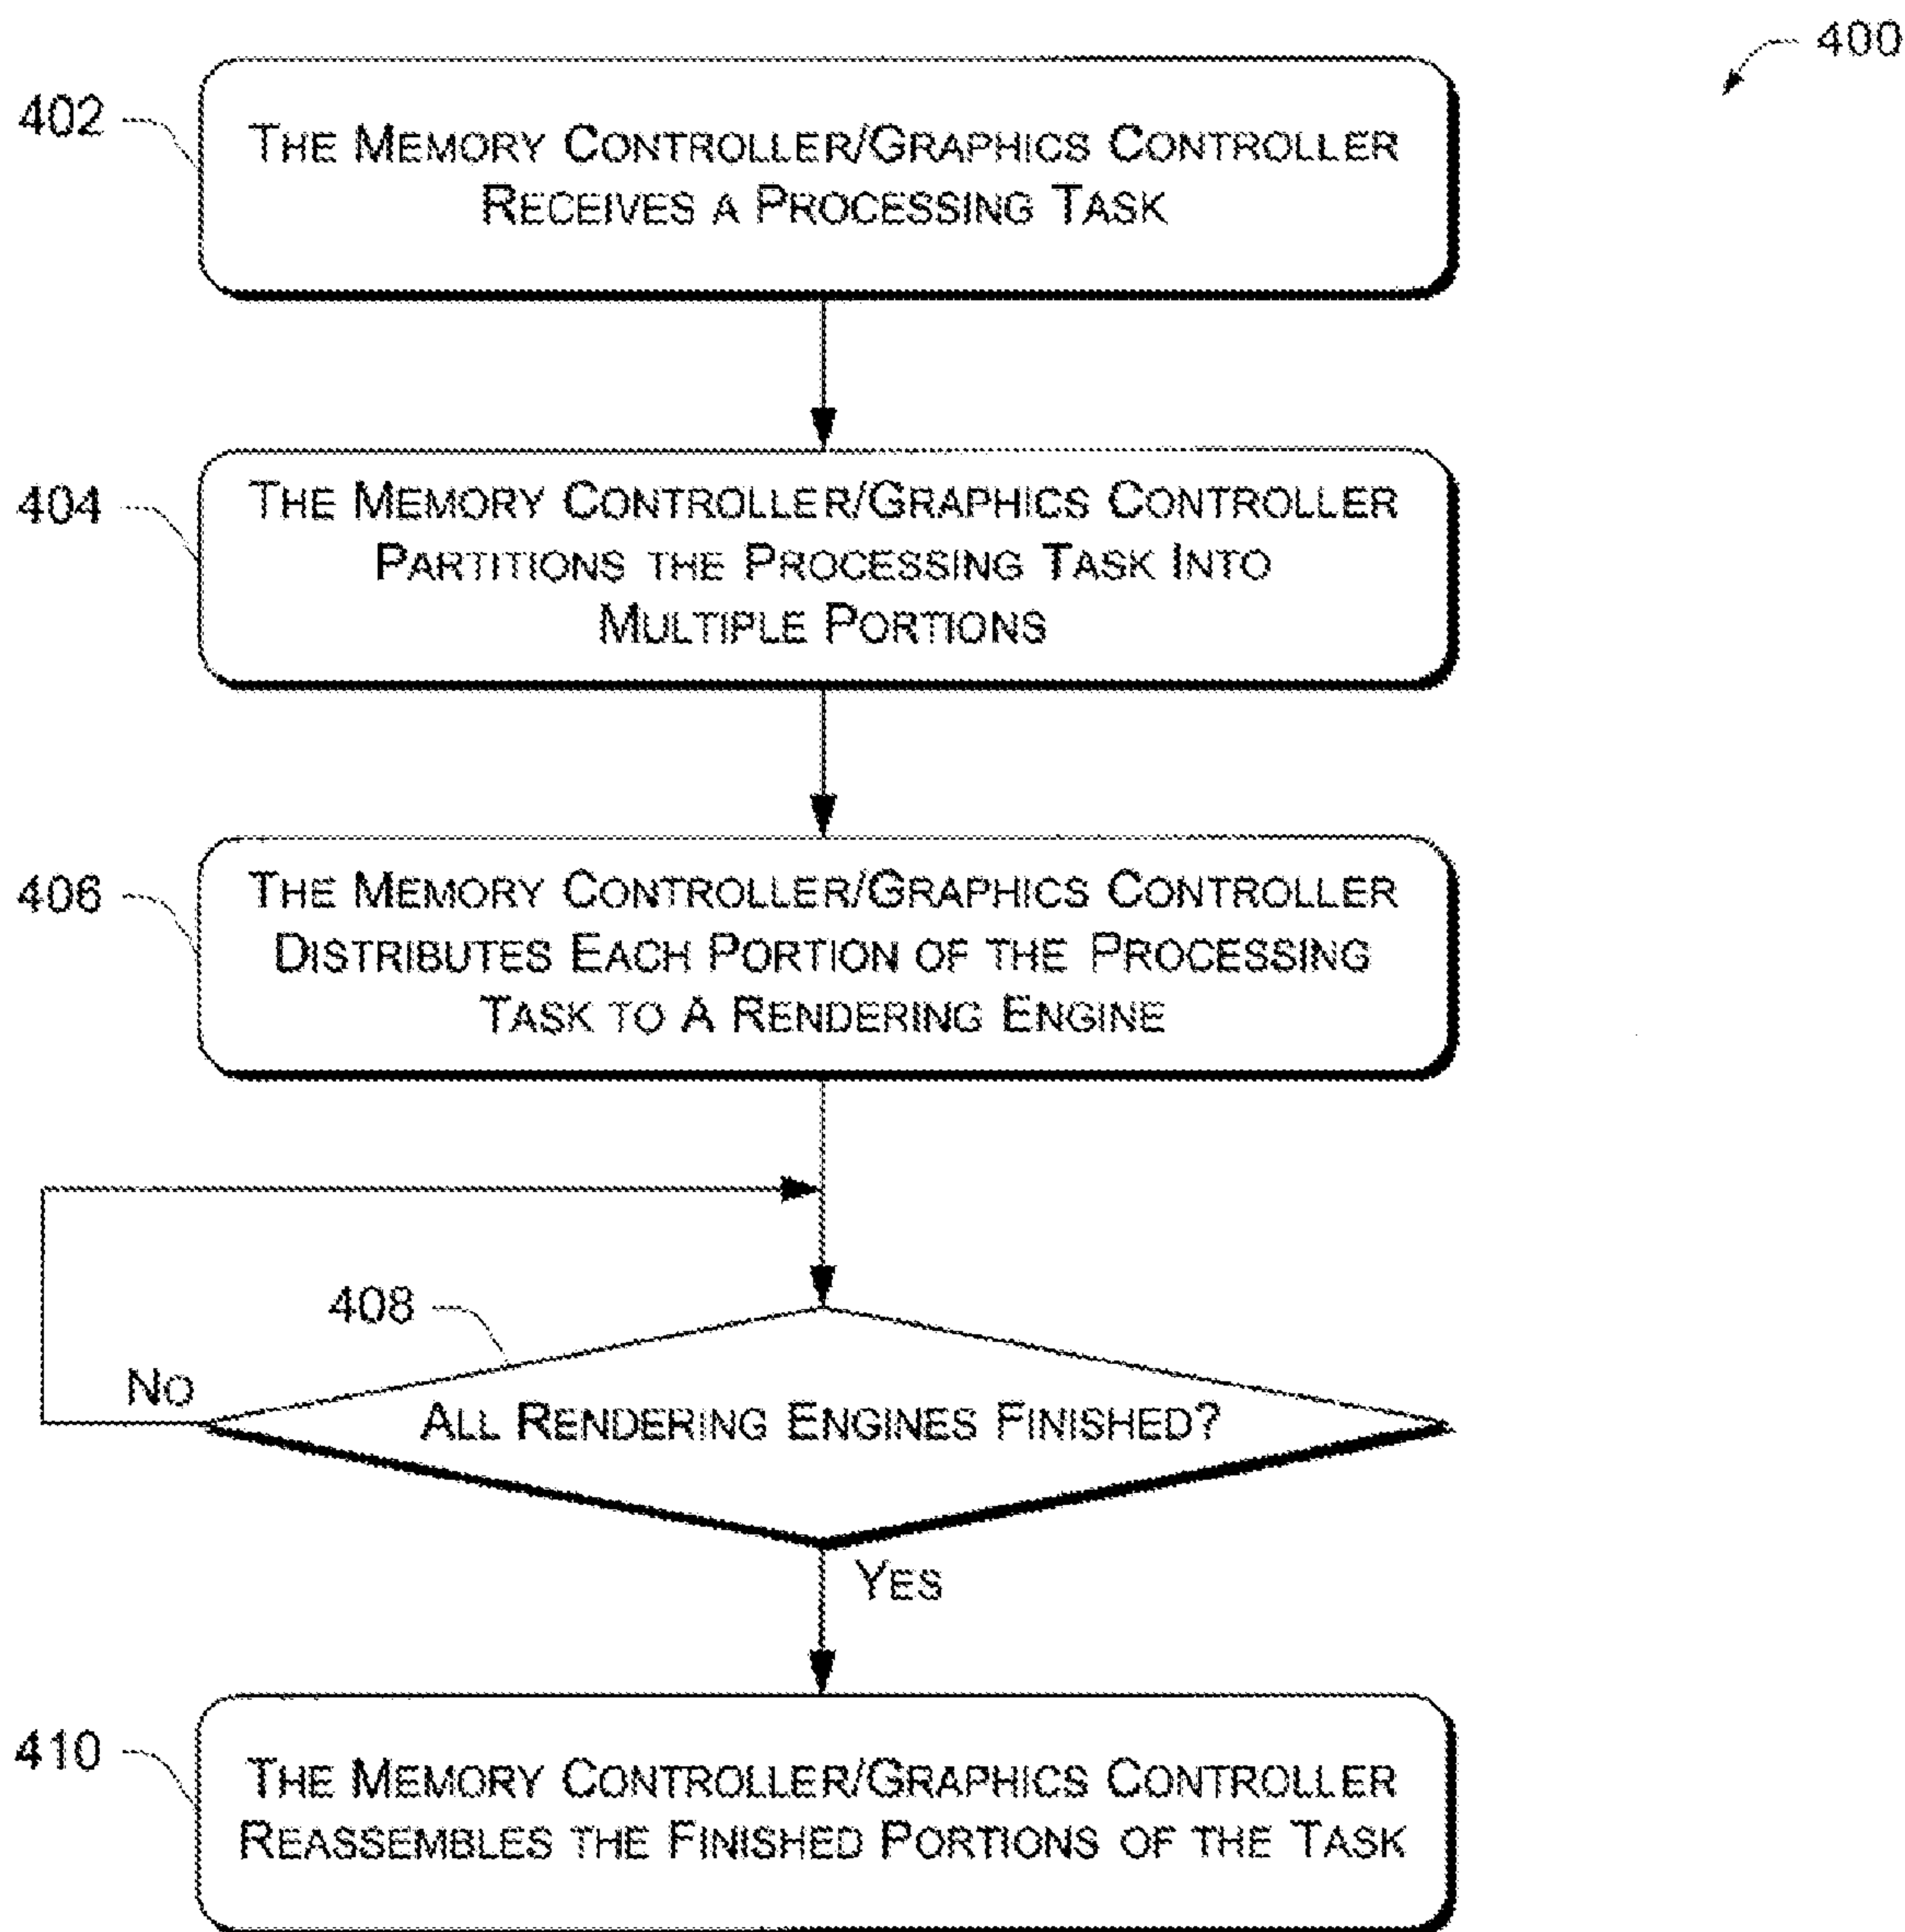 400
402
THE MEMORY CONTROLLER/GRAPHICS CONTROLLER
RECEIVES A PROCESSING TASK
404
THE MEMORY CONTROLLER/GRAPHICS CONTROLLER
PARTITIONS THE PROCESSING TASK INTO
MULTIPLE PORTIONS
406
THE MEMORY CONTROLLER/GRAPHICS CONTROLLER
DISTRIBUTES EACH PORTION OF THE PROCESSING
TASK TO A RENDERING ENGINE
408
NO
ALL RENDERING ENGINES FINISHED?
YES
410
THE MEMORY CONTROLLER/GRAPHICS CONTROLLER
REASSEMBLES THE FINISHED PORTIONS OF THE TASK